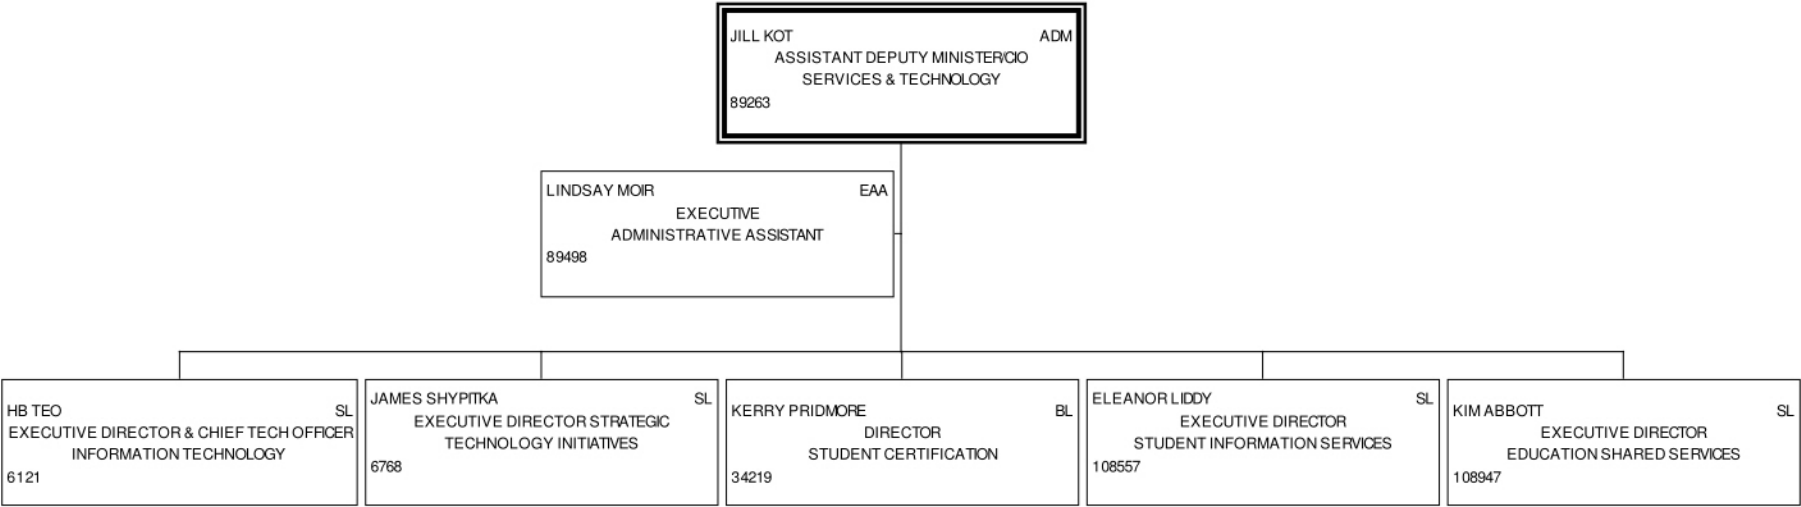 JILL KOT ADM
ASSISTANT DEPUTY MINISTER/CIO
SERVICES & TECHNOLOGY
89263
LINDSAY MOIR EAA
EXECUTIVE
ADMINISTRATIVE ASSISTANT
89498
HB TEO SL
EXECUTIVE DIRECTOR & CHIEF TECH OFFICER
INFORMATION TECHNOLOGY
6121
JAMES SHYPITKA SL
EXECUTIVE DIRECTOR STRATEGIC
TECHNOLOGY INITIATIVES
6768
KERRY PRIDMORE BL
DIRECTOR
STUDENT CERTIFICATION
34219
ELEANOR LIDDY SL
EXECUTIVE DIRECTOR
STUDENT INFORMATION SERVICES
108557
KIM ABBOTT SL
EXECUTIVE DIRECTOR
EDUCATION SHARED SERVICES
108947